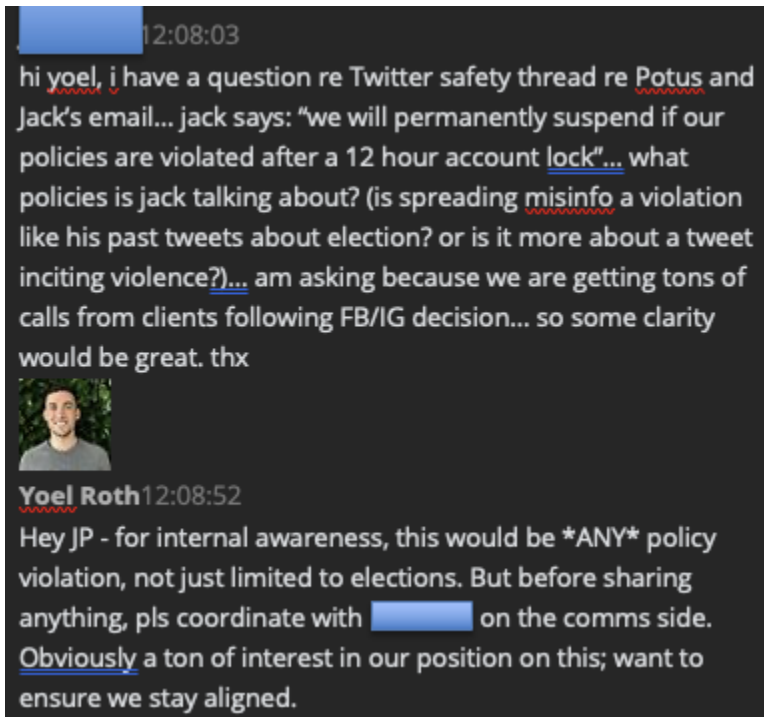 12:08:03
hi yoel, i have a question re Twitter safety thread re Potus and
Jack's email... jack says: "we will permanently suspend if our
policies are violated after a 12 hour account lock"... what
policies is jack talking about? (is spreading misinfo a violation
like his past tweets about election? or is it more about a tweet
inciting violence?)... am asking because we are getting tons of
calls from clients following FB/IG decision... so some clarity
would be great. thx
Yoel Roth12:08:52
Hey JP - for internal awareness, this would be *ANY* policy
violation, not just limited to elections. But before sharing
anything, pls coordinate with on the comms side.
Obviously a ton of interest in our position on this; want to
ensure we stay aligned.